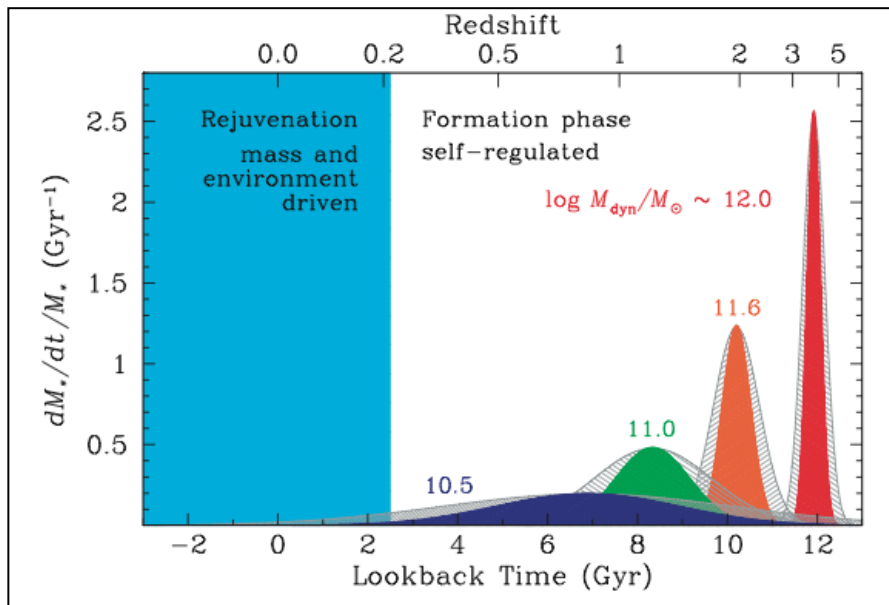 Redshift
0.0 0.2 0.5 1 2 3 5
Rejuvenation
mass and
environment
driven
Formation phase
self-regulated
log M_dyn/M_⊙ ~ 12.0
11.6
11.0
10.5
dM_*/dt/M_* (Gyr⁻¹)
2.5
2
1.5
1
0.5
−2 0 2 4 6 8 10 12
Lookback Time (Gyr)